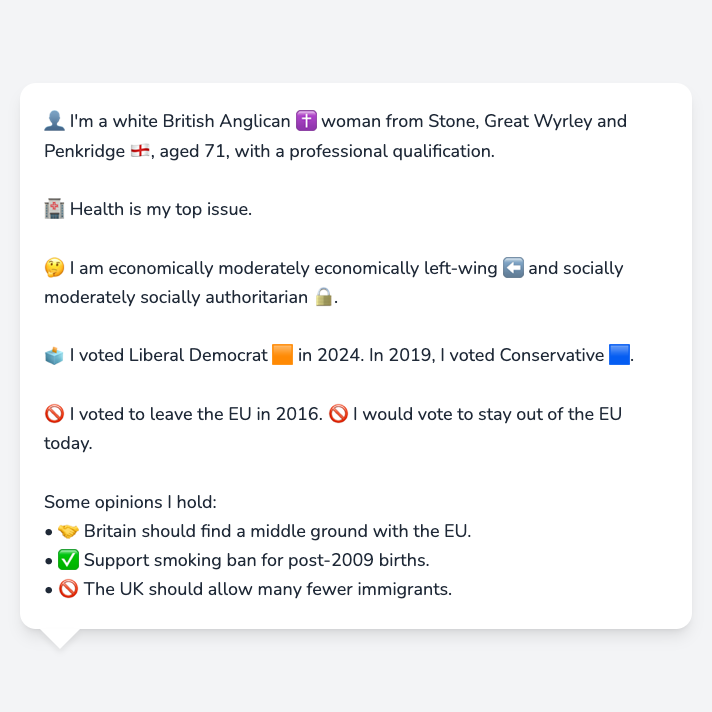 👤 I'm a white British Anglican ✝️ woman from Stone, Great Wyrley and
Penkridge 🏴󠁧󠁢󠁥󠁮󠁧󠁿, aged 71, with a professional qualification.
🏥 Health is my top issue.
🤔 I am economically moderately economically left-wing ⬅️ and socially
moderately socially authoritarian 🔒.
🗳️ I voted Liberal Democrat 🟧 in 2024. In 2019, I voted Conservative 🟦.
🚫 I voted to leave the EU in 2016. 🚫 I would vote to stay out of the EU
today.
Some opinions I hold:
• 🤝 Britain should find a middle ground with the EU.
• ✅ Support smoking ban for post-2009 births.
• 🚫 The UK should allow many fewer immigrants.